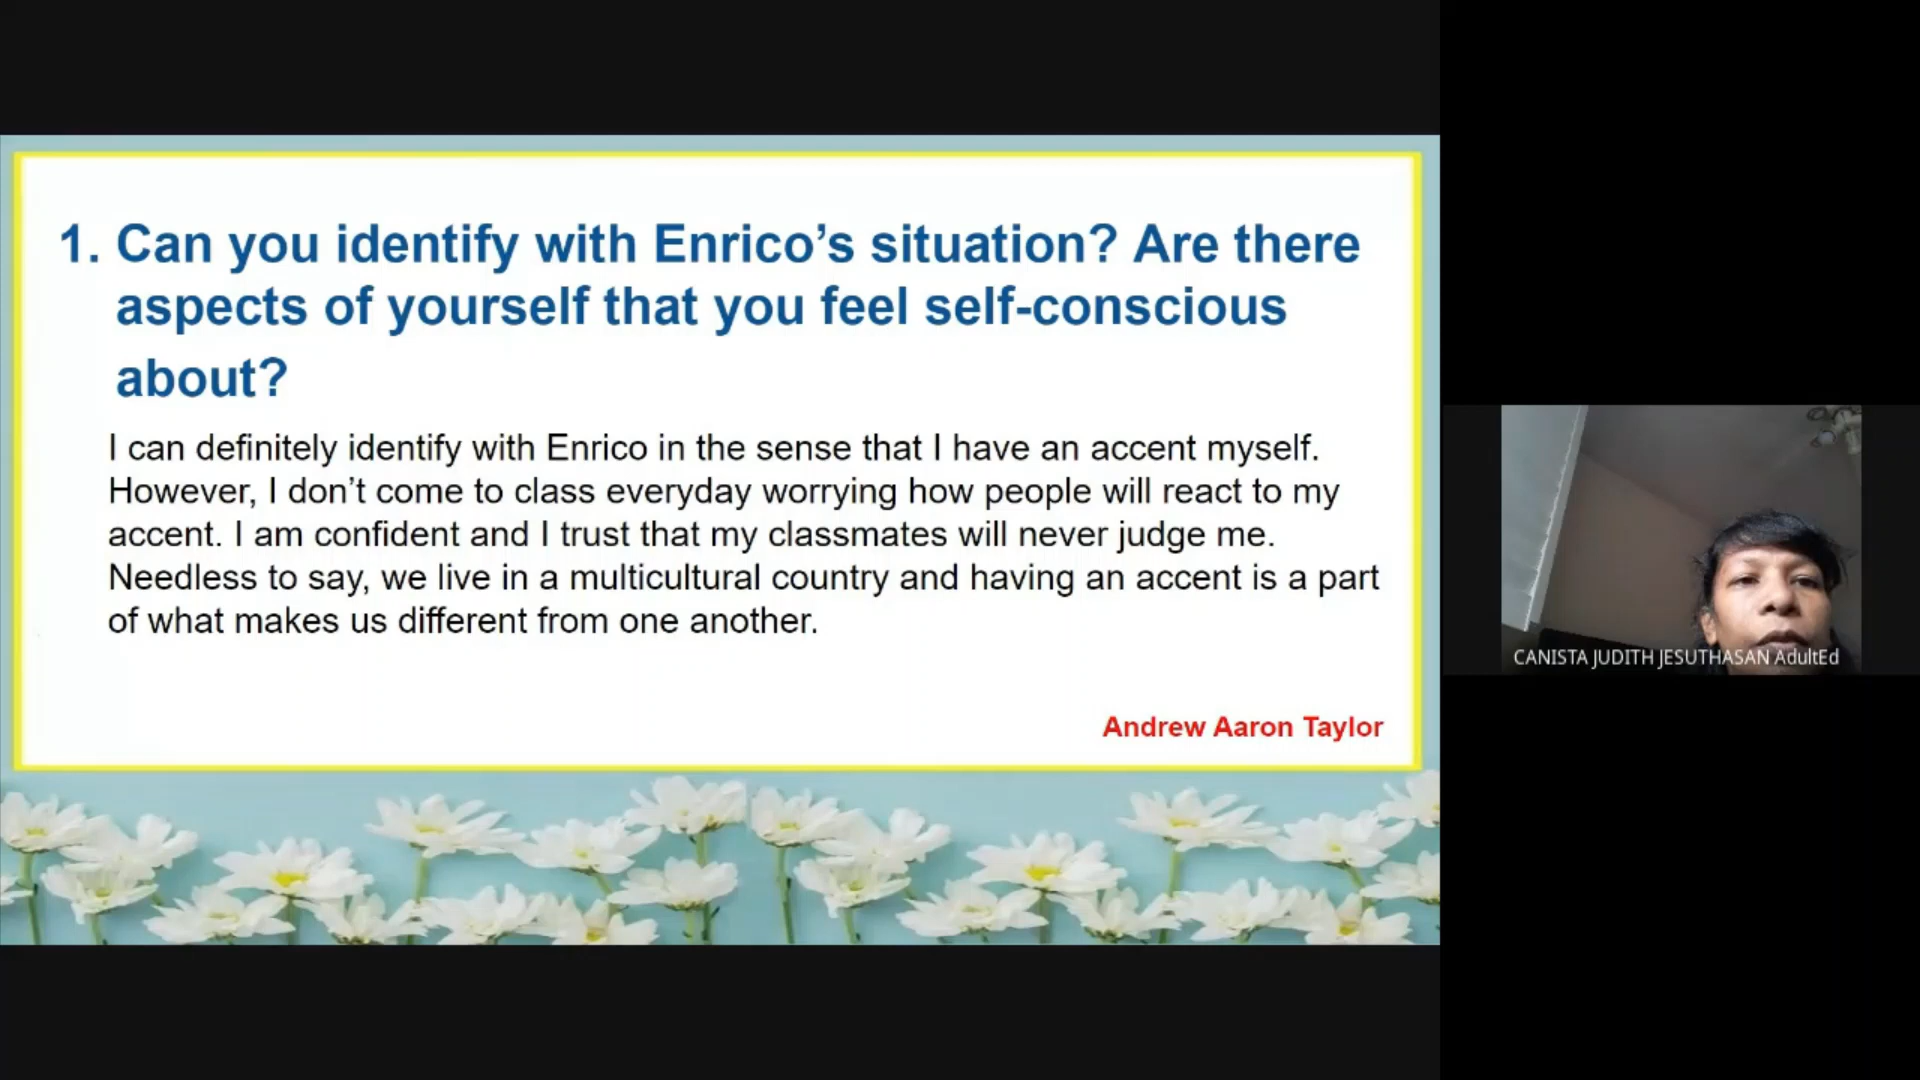 1. Can you identify with Enrico’s situation? Are there
aspects of yourself that you feel self-conscious
about?
I can definitely identify with Enrico in the sense that I have an accent myself.
However, I don’t come to class everyday worrying how people will react to my
accent. I am confident and I trust that my classmates will never judge me.
Needless to say, we live in a multicultural country and having an accent is a part
of what makes us different from one another.
Andrew Aaron Taylor
CANISTA JUDITH JESUTHASAN AdultEd